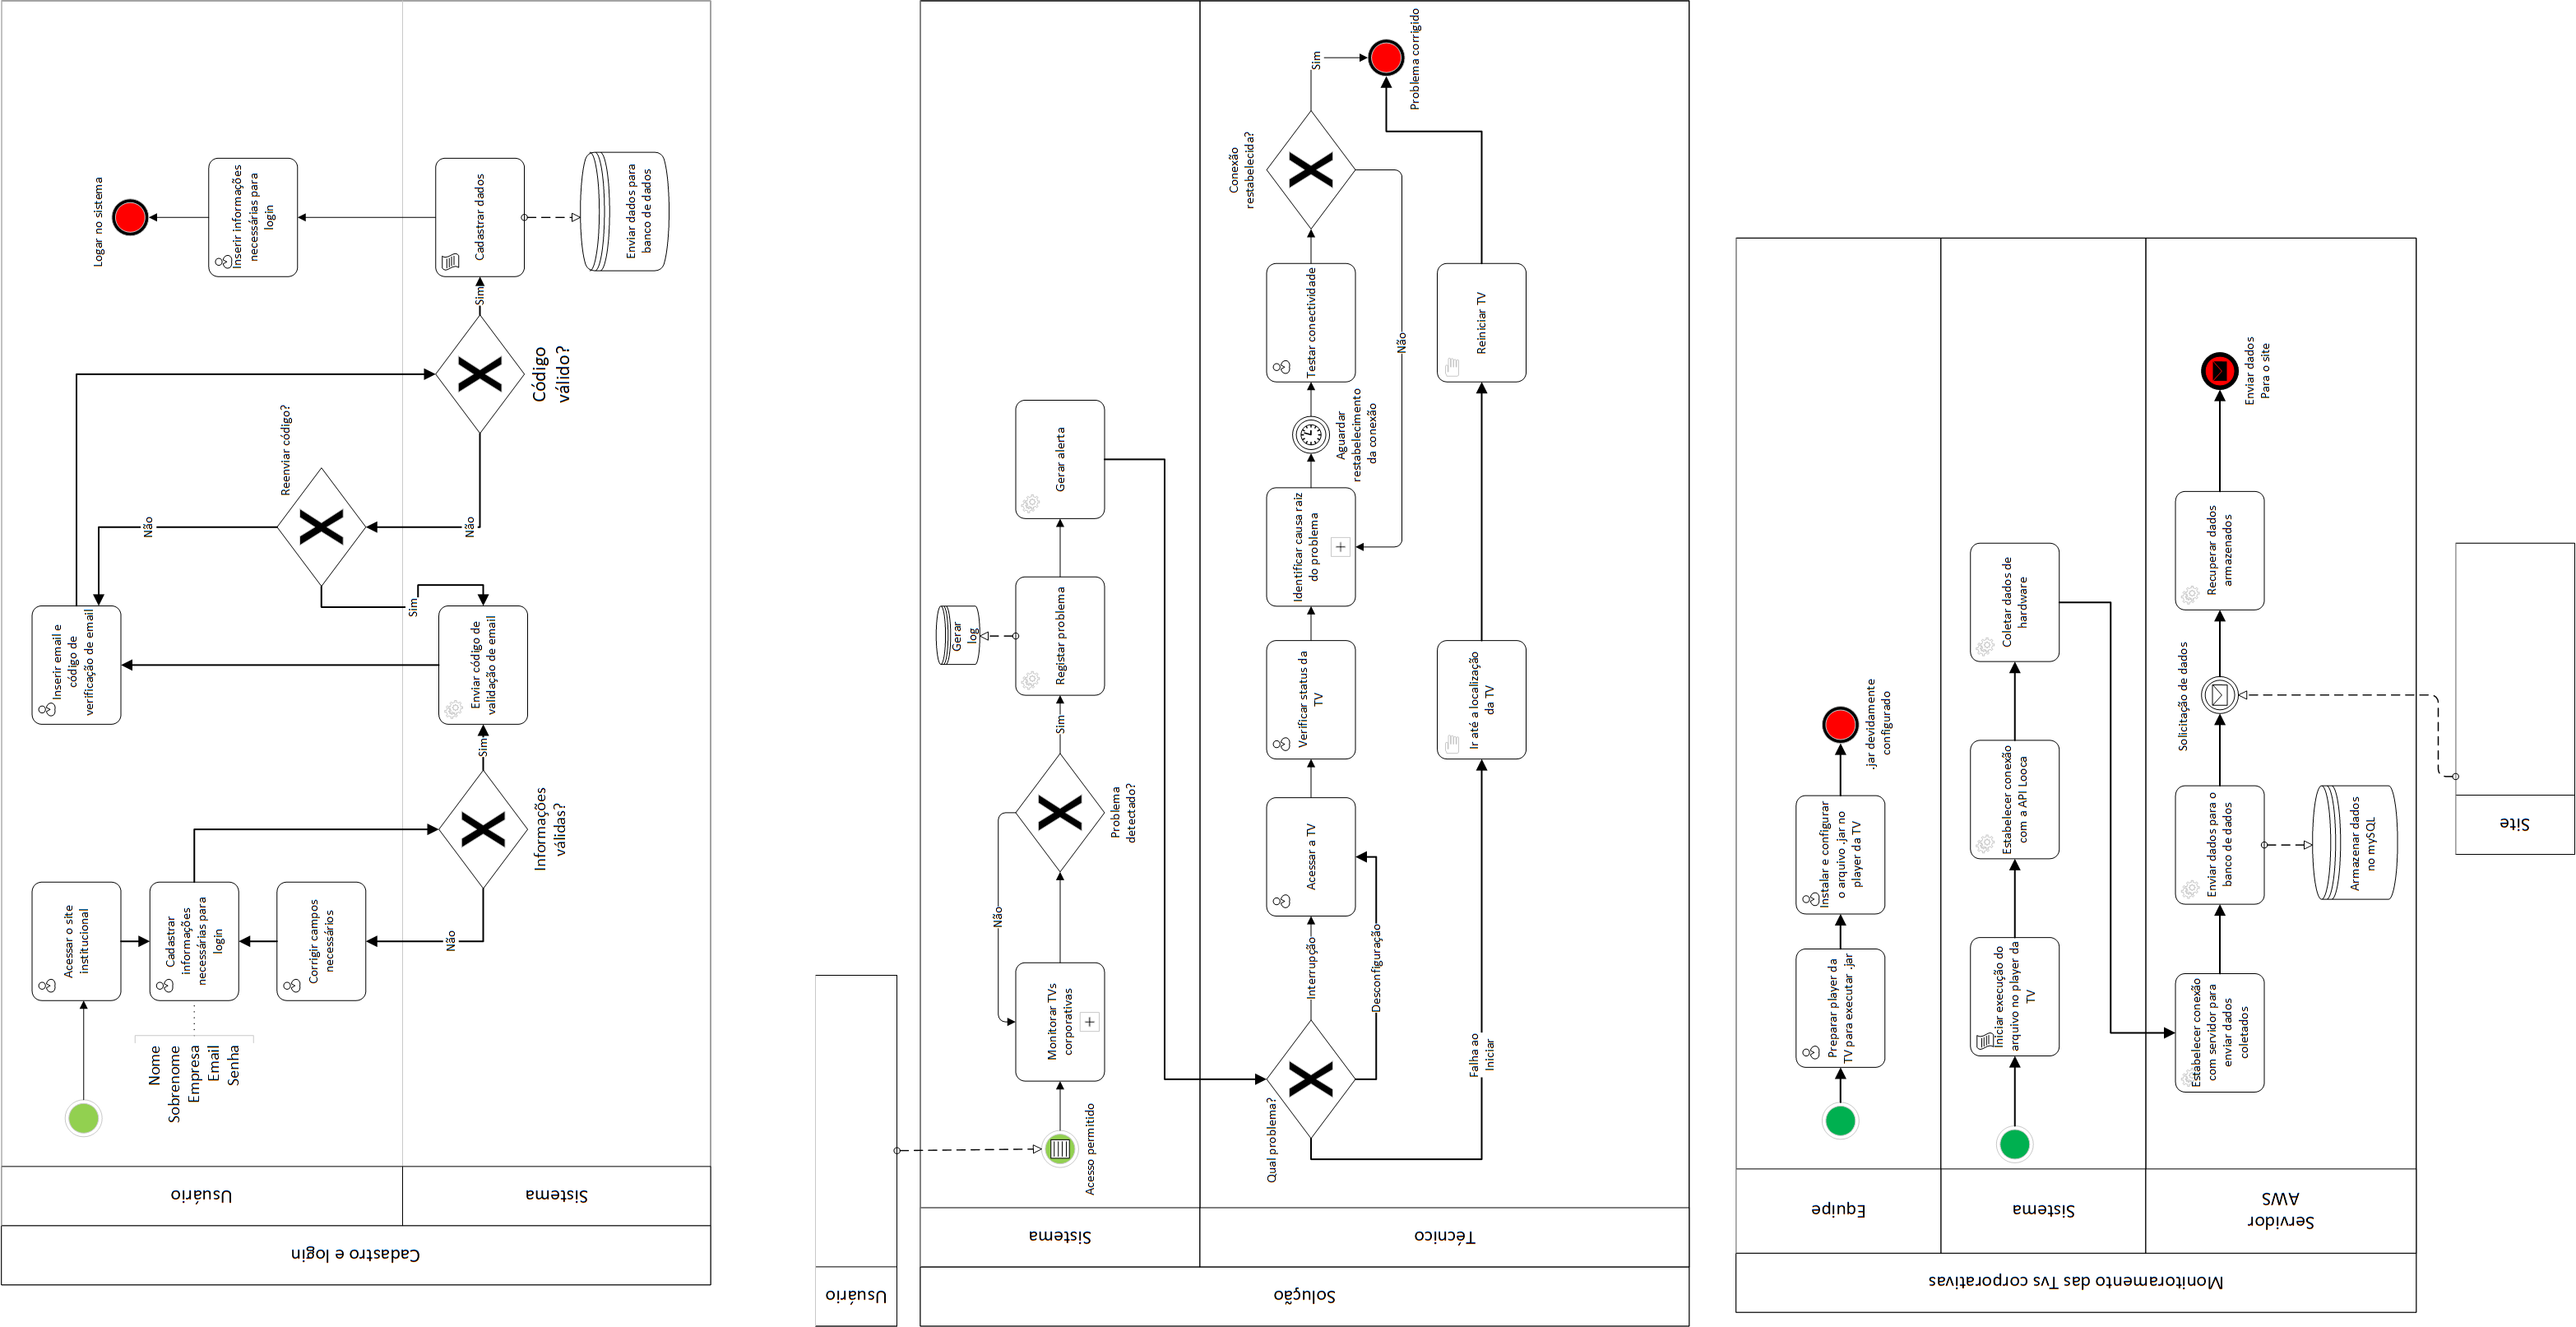 Cadastro e login
Usuário
Sistema
Acessar o site
institucional
Nome
Sobrenome
Empresa
Email
Senha
Cadastrar
informações
necessárias para
login
Corrigir campos
necessários
Não
Informações
válidas?
Sim
Enviar código de
validação de email
Inserir email e
código de
verificação de email
Sim
Não
Reenviar código?
Não
Código
válido?
Sim
Cadastrar dados
Enviar dados para
banco de dados
Inserir informações
necessárias para
login
Logar no sistema
Usuário
Solução
Sistema
Técnico
Acesso permitido
Monitorar TVs
corporativas
Não
Problema
detectado?
Sim
Registar problema
Gerar
log
Gerar alerta
Qual problema?
Interrupção
Desconfiguração
Falha ao
Iniciar
Acessar a TV
Verificar status da
TV
Identificar causa raiz
do problema
Aguardar
restabelecimento
da conexão
Testar conectividade
Conexão
restabelecida?
Não
Sim
Problema corrigido
Ir até a localização
da TV
Reiniciar TV
Monitoramento das Tvs corporativas
Equipe
Sistema
Servidor
AWS
Preparar player da
TV para executar .jar
Instalar e configurar
o arquivo .jar no
player da TV
.jar devidamente
configurado
Iniciar execução do
arquivo no player da
TV
Estabelecer conexão
com a API Looca
Coletar dados de
hardware
Estabelecer conexão
com servidor para
enviar dados
coletados
Enviar dados para o
banco de dados
Armazenar dados
no mySQL
Solicitação de dados
Recuperar dados
armazenados
Enviar dados
Para o site
Site